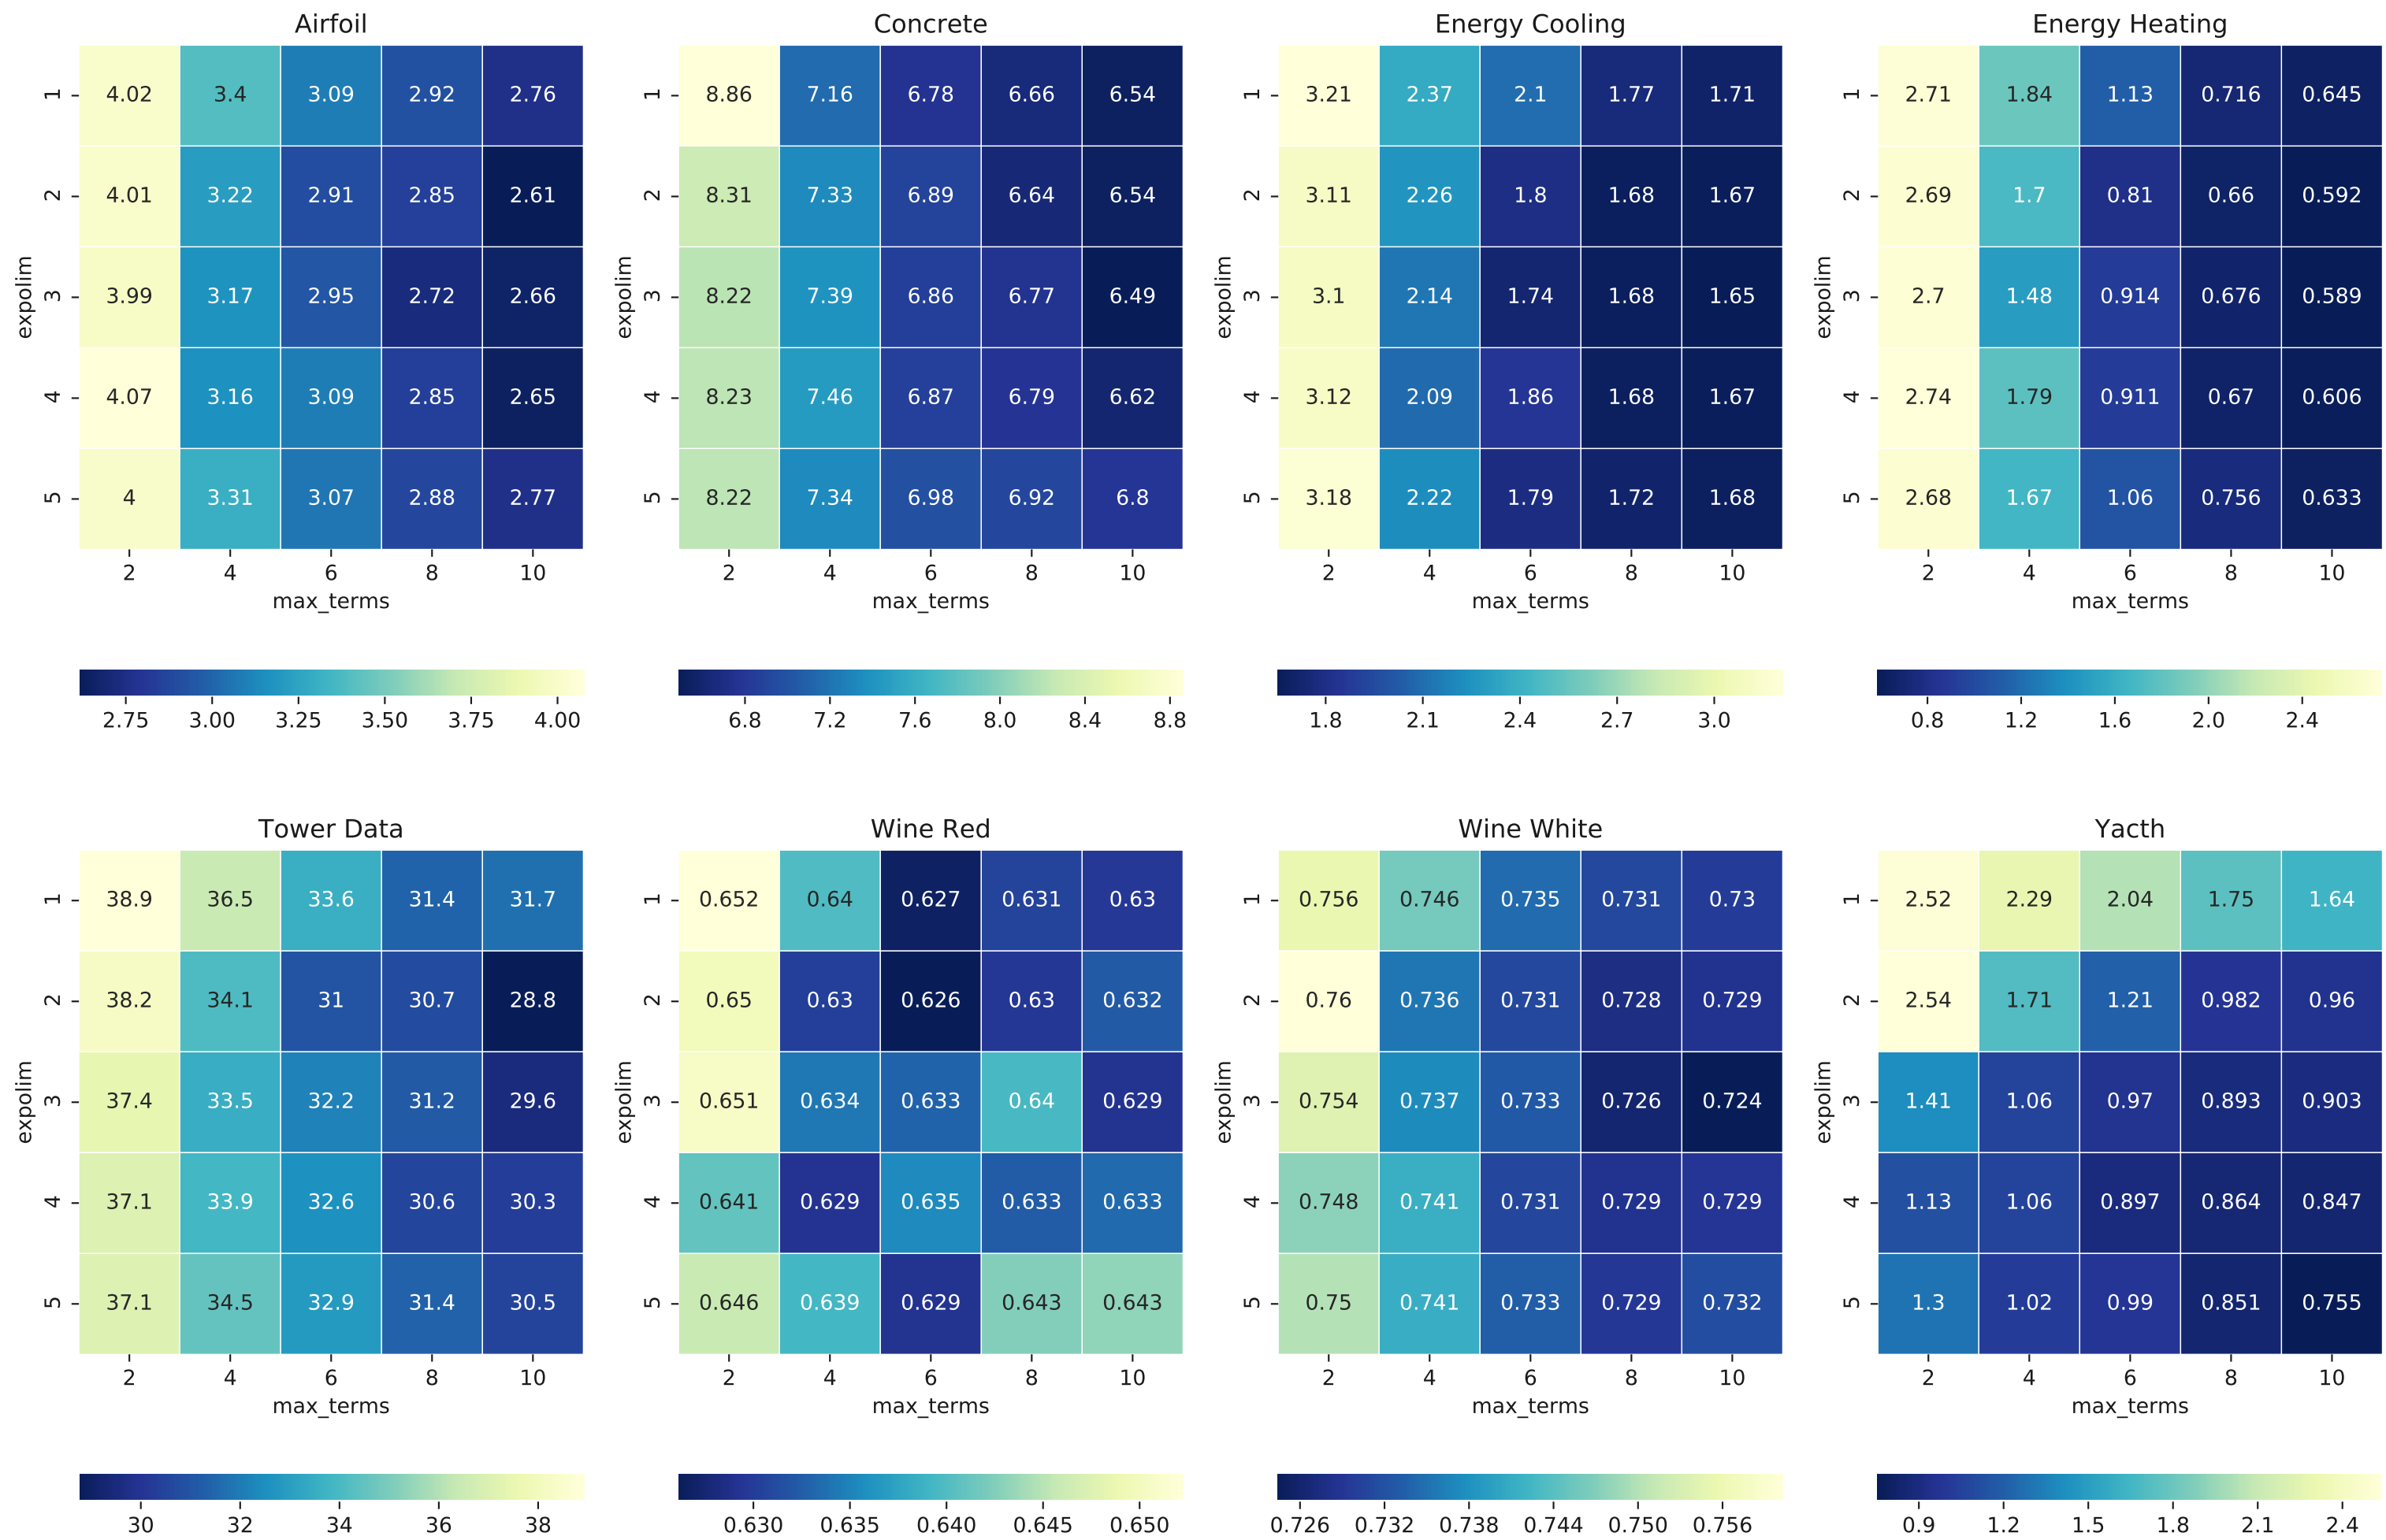 Airfoil Concrete Energy Cooling Energy Heating
1 4.02 3.4 3.09 2.92 2.76 1 8.86 7.16 6.78 6.66 6.54 1 3.21 2.37 2.1 1.77 1.71 1 2.71 1.84 1.13 0.716 0.645
2 4.01 3.22 2.91 2.85 2.61 2 8.31 7.33 6.89 6.64 6.54 2 3.11 2.26 1.8 1.68 1.67 2 2.69 1.7 0.81 0.66 0.592
expolim 3 3.99 3.17 2.95 2.72 2.66 expolim 3 8.22 7.39 6.86 6.77 6.49 expolim 3 3.1 2.14 1.74 1.68 1.65 expolim 3 2.7 1.48 0.914 0.676 0.589
4 4.07 3.16 3.09 2.85 2.65 4 8.23 7.46 6.87 6.79 6.62 4 3.12 2.09 1.86 1.68 1.67 4 2.74 1.79 0.911 0.67 0.606
5 4 3.31 3.07 2.88 2.77 5 8.22 7.34 6.98 6.92 6.8 5 3.18 2.22 1.79 1.72 1.68 5 2.68 1.67 1.06 0.756 0.633
2 4 6 8 10 2 4 6 8 10 2 4 6 8 10 2 4 6 8 10
max_terms max_terms max_terms max_terms
2.75 3.00 3.25 3.50 3.75 4.00 6.8 7.2 7.6 8.0 8.4 8.8 1.8 2.1 2.4 2.7 3.0 0.8 1.2 1.6 2.0 2.4
Tower Data Wine Red Wine White Yacth
1 38.9 36.5 33.6 31.4 31.7 1 0.652 0.64 0.627 0.631 0.63 1 0.756 0.746 0.735 0.731 0.73 1 2.52 2.29 2.04 1.75 1.64
2 38.2 34.1 31 30.7 28.8 2 0.65 0.63 0.626 0.63 0.632 2 0.76 0.736 0.731 0.728 0.729 2 2.54 1.71 1.21 0.982 0.96
expolim 3 37.4 33.5 32.2 31.2 29.6 expolim 3 0.651 0.634 0.633 0.64 0.629 expolim 3 0.754 0.737 0.733 0.726 0.724 expolim 3 1.41 1.06 0.97 0.893 0.903
4 37.1 33.9 32.6 30.6 30.3 4 0.641 0.629 0.635 0.633 0.633 4 0.748 0.741 0.731 0.729 0.729 4 1.13 1.06 0.897 0.864 0.847
5 37.1 34.5 32.9 31.4 30.5 5 0.646 0.639 0.629 0.643 0.643 5 0.75 0.741 0.733 0.729 0.732 5 1.3 1.02 0.99 0.851 0.755
2 4 6 8 10 2 4 6 8 10 2 4 6 8 10 2 4 6 8 10
max_terms max_terms max_terms max_terms
30 32 34 36 38 0.630 0.635 0.640 0.645 0.650 0.726 0.732 0.738 0.744 0.750 0.756 0.9 1.2 1.5 1.8 2.1 2.4